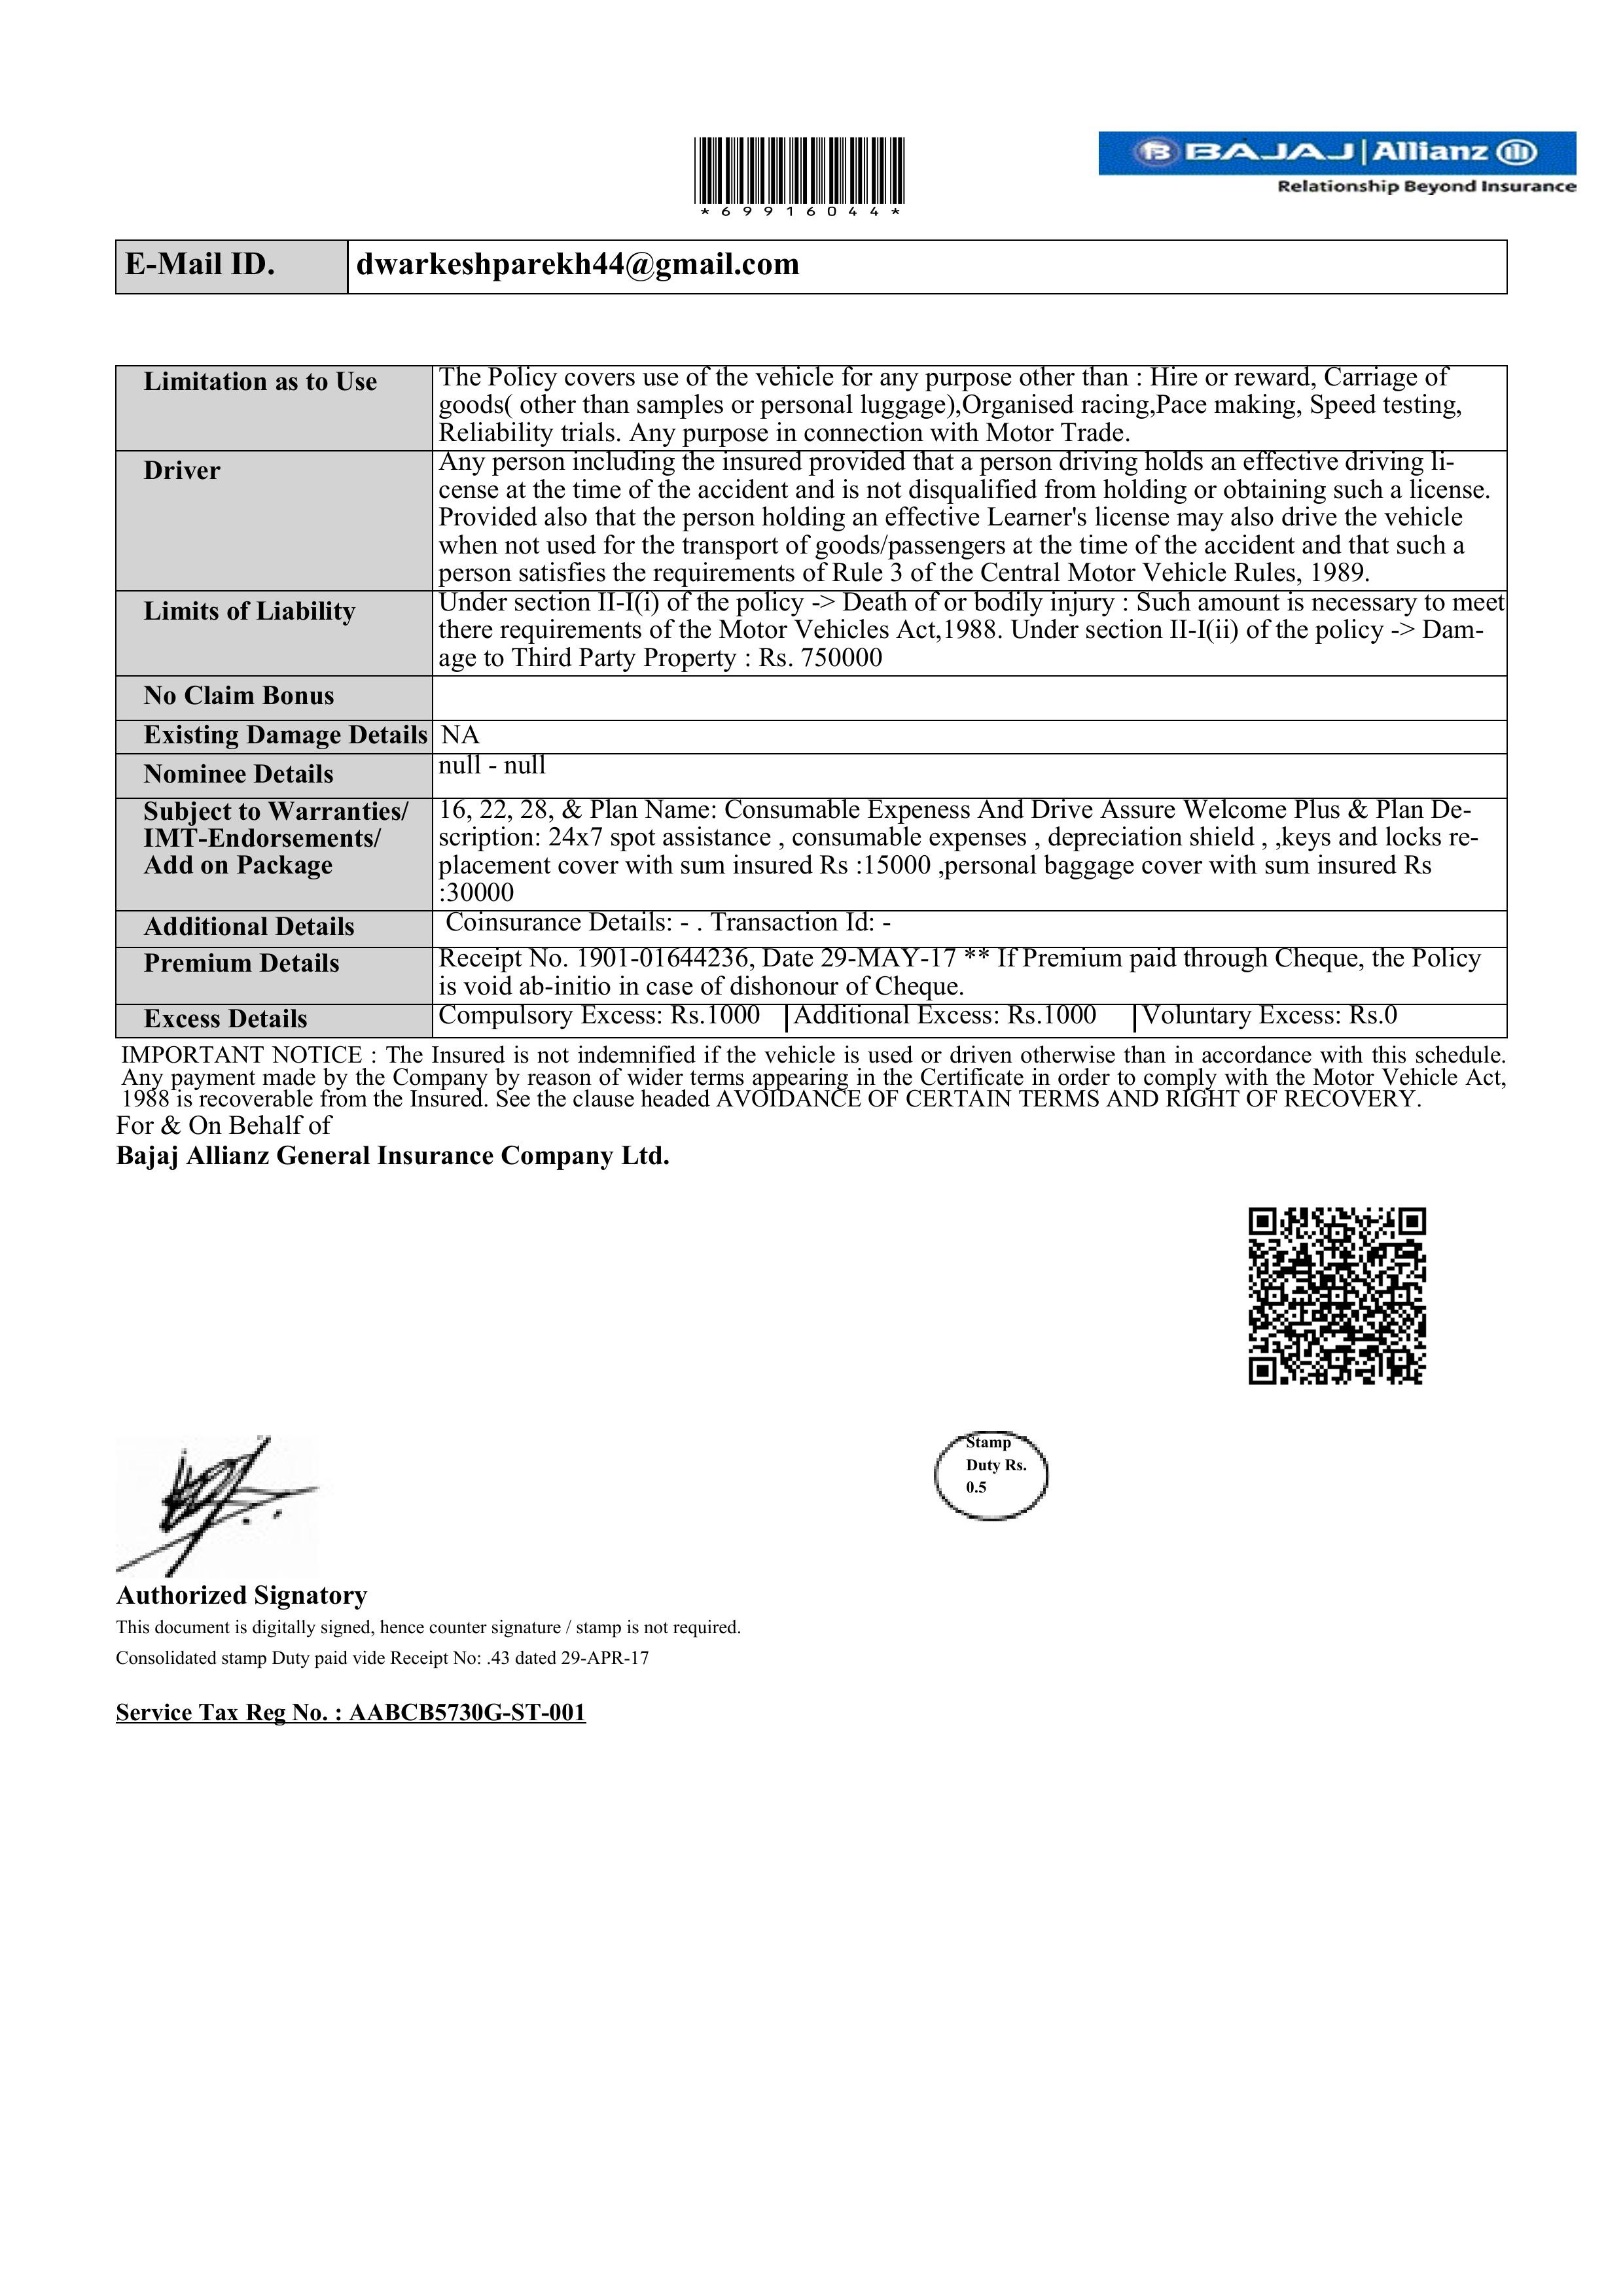 BAJAJ | Allianz
Relationship Beyond Insurance
*69916044*
E-Mail ID. dwarkeshparekh44@gmail.com
Limitation as to Use
The Policy covers use of the vehicle for any purpose other than : Hire or reward, Carriage of
goods( other than samples or personal luggage),Organised racing,Pace making, Speed testing,
Reliability trials. Any purpose in connection with Motor Trade.
Driver
Any person including the insured provided that a person driving holds an effective driving li-
cense at the time of the accident and is not disqualified from holding or obtaining such a license.
Provided also that the person holding an effective Learner's license may also drive the vehicle
when not used for the transport of goods/passengers at the time of the accident and that such a
person satisfies the requirements of Rule 3 of the Central Motor Vehicle Rules, 1989.
Limits of Liability
Under section II-I(i) of the policy -> Death of or bodily injury : Such amount is necessary to meet
there requirements of the Motor Vehicles Act,1988. Under section II-I(ii) of the policy -> Dam-
age to Third Party Property : Rs. 750000
No Claim Bonus
Existing Damage Details NA
Nominee Details null - null
Subject to Warranties/
IMT-Endorsements/
Add on Package
16, 22, 28, & Plan Name: Consumable Expeness And Drive Assure Welcome Plus & Plan De-
scription: 24x7 spot assistance , consumable expenses , depreciation shield , ,keys and locks re-
placement cover with sum insured Rs :15000 ,personal baggage cover with sum insured Rs
:30000
Additional Details Coinsurance Details: - . Transaction Id: -
Premium Details
Receipt No. 1901-01644236, Date 29-MAY-17 ** If Premium paid through Cheque, the Policy
is void ab-initio in case of dishonour of Cheque.
Excess Details Compulsory Excess: Rs.1000 Additional Excess: Rs.1000 Voluntary Excess: Rs.0
IMPORTANT NOTICE : The Insured is not indemnified if the vehicle is used or driven otherwise than in accordance with this schedule.
Any payment made by the Company by reason of wider terms appearing in the Certificate in order to comply with the Motor Vehicle Act,
1988 is recoverable from the Insured. See the clause headed AVOIDANCE OF CERTAIN TERMS AND RIGHT OF RECOVERY.
For & On Behalf of
Bajaj Allianz General Insurance Company Ltd.
Stamp
Duty Rs.
0.5
Authorized Signatory
This document is digitally signed, hence counter signature / stamp is not required.
Consolidated stamp Duty paid vide Receipt No: .43 dated 29-APR-17
Service Tax Reg No. : AABCB5730G-ST-001